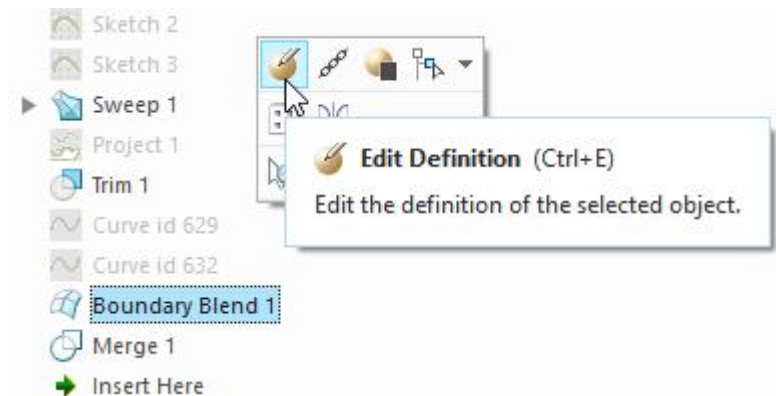 Sketch 2
Sketch 3
Sweep 1
Project 1
Edit Definition (Ctrl+E)
Trim 1
Edit the definition of the selected object.
Curve id 629
Curve id 632
Boundary Blend 1
Merge 1
Insert Here